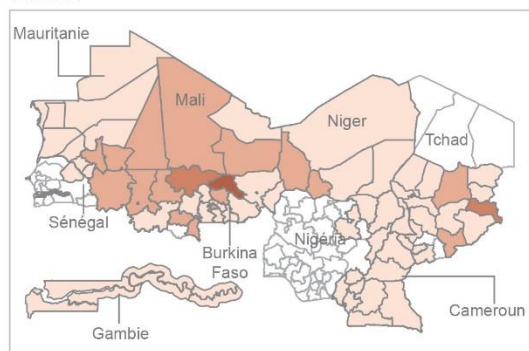 Mauritanie
Mali
Niger
Tchad
Sénégal
Burkina
Faso
Nigéria
Cameroun
Gambie